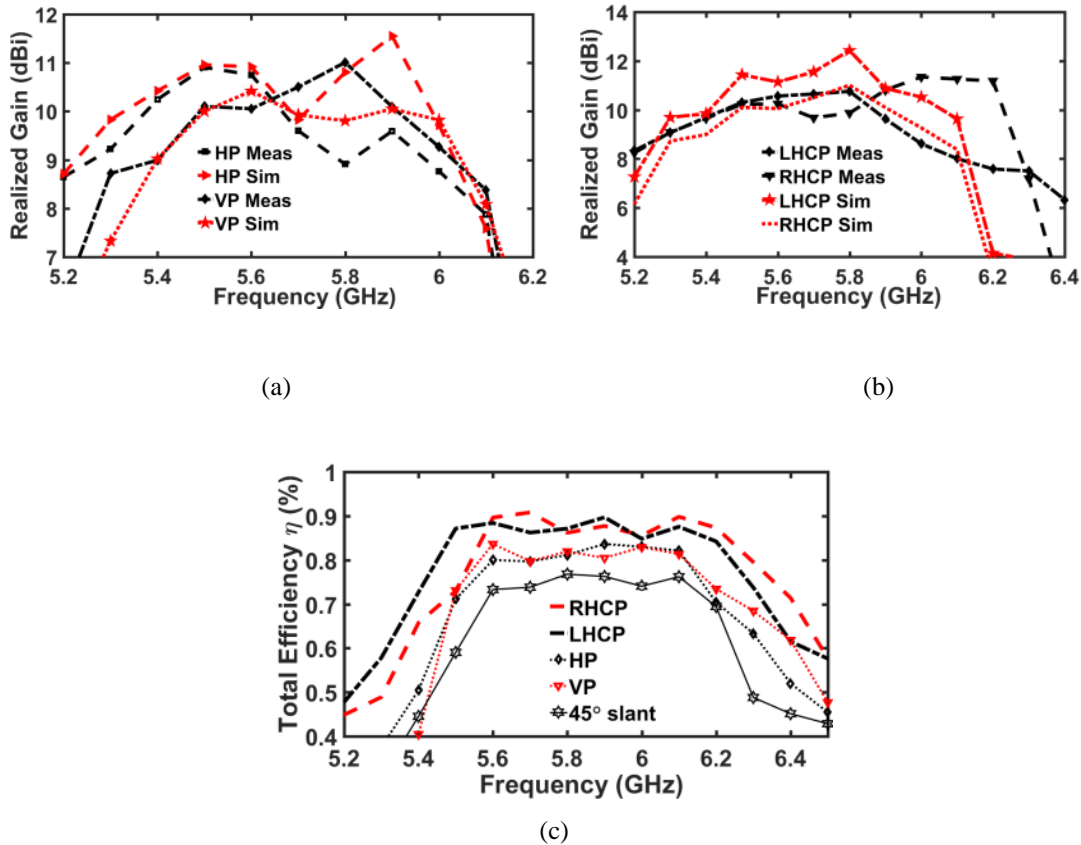 12
11
10
9
8
7
Realized Gain (dBi)
HP Meas
HP Sim
VP Meas
VP Sim
5.2 5.4 5.6 5.8 6 6.2
Frequency (GHz)
(a)
14
12
10
8
6
4
Realized Gain (dBi)
LHCP Meas
RHCP Meas
LHCP Sim
RHCP Sim
5.2 5.4 5.6 5.8 6 6.2 6.4
Frequency (GHz)
(b)
1
0.9
0.8
0.7
0.6
0.5
0.4
Total Efficiency η (%)
RHCP
LHCP
HP
VP
45° slant
5.2 5.4 5.6 5.8 6 6.2 6.4
Frequency (GHz)
(c)